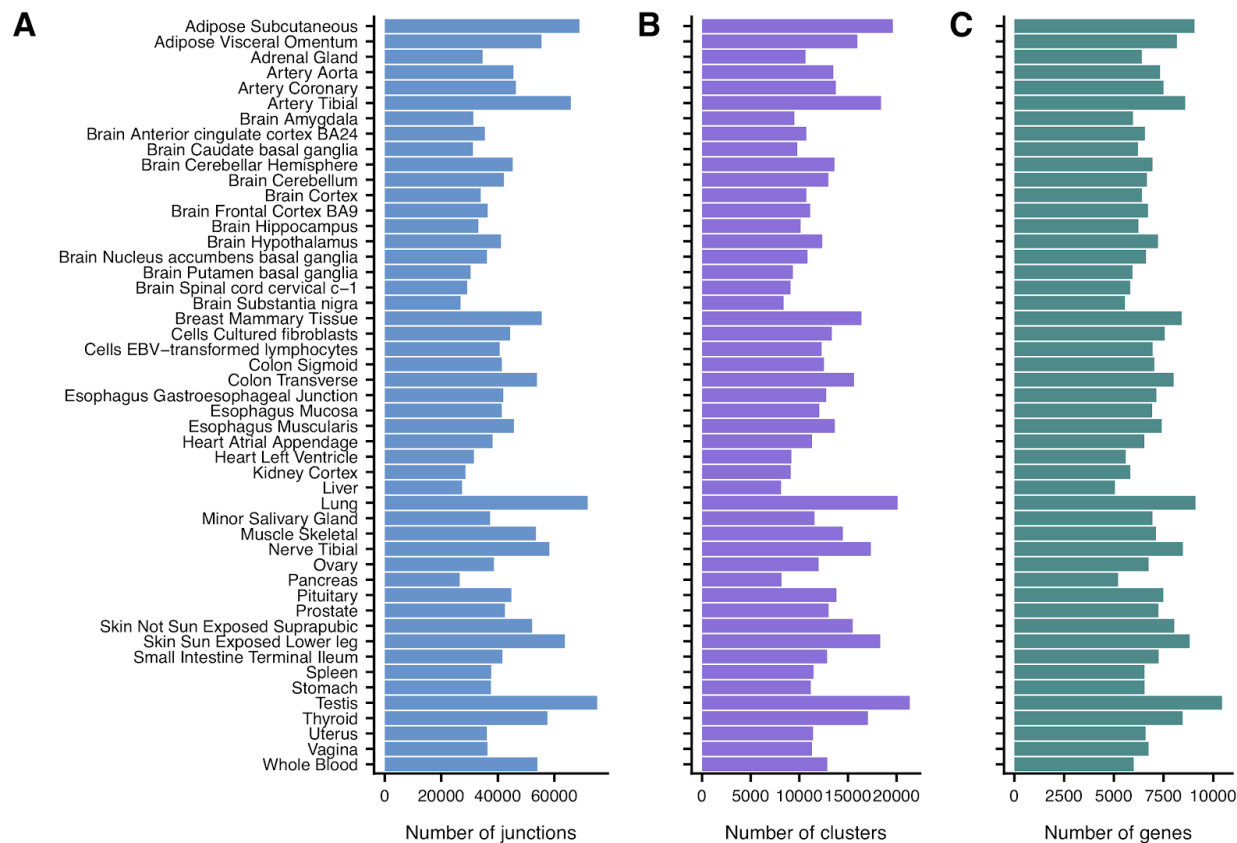 A
B
C
Adipose Subcutaneous
Adipose Visceral Omentum
Adrenal Gland
Artery Aorta
Artery Coronary
Artery Tibial
Brain Amygdala
Brain Anterior cingulate cortex BA24
Brain Caudate basal ganglia
Brain Cerebellar Hemisphere
Brain Cerebellum
Brain Cortex
Brain Frontal Cortex BA9
Brain Hippocampus
Brain Hypothalamus
Brain Nucleus accumbens basal ganglia
Brain Putamen basal ganglia
Brain Spinal cord cervical c−1
Brain Substantia nigra
Breast Mammary Tissue
Cells Cultured fibroblasts
Cells EBV−transformed lymphocytes
Colon Sigmoid
Colon Transverse
Esophagus Gastroesophageal Junction
Esophagus Mucosa
Esophagus Muscularis
Heart Atrial Appendage
Heart Left Ventricle
Kidney Cortex
Liver
Lung
Minor Salivary Gland
Muscle Skeletal
Nerve Tibial
Ovary
Pancreas
Pituitary
Prostate
Skin Not Sun Exposed Suprapubic
Skin Sun Exposed Lower leg
Small Intestine Terminal Ileum
Spleen
Stomach
Testis
Thyroid
Uterus
Vagina
Whole Blood
0 20000 40000 60000
Number of junctions
0 5000 10000 15000 20000
Number of clusters
0 2500 5000 7500 10000
Number of genes